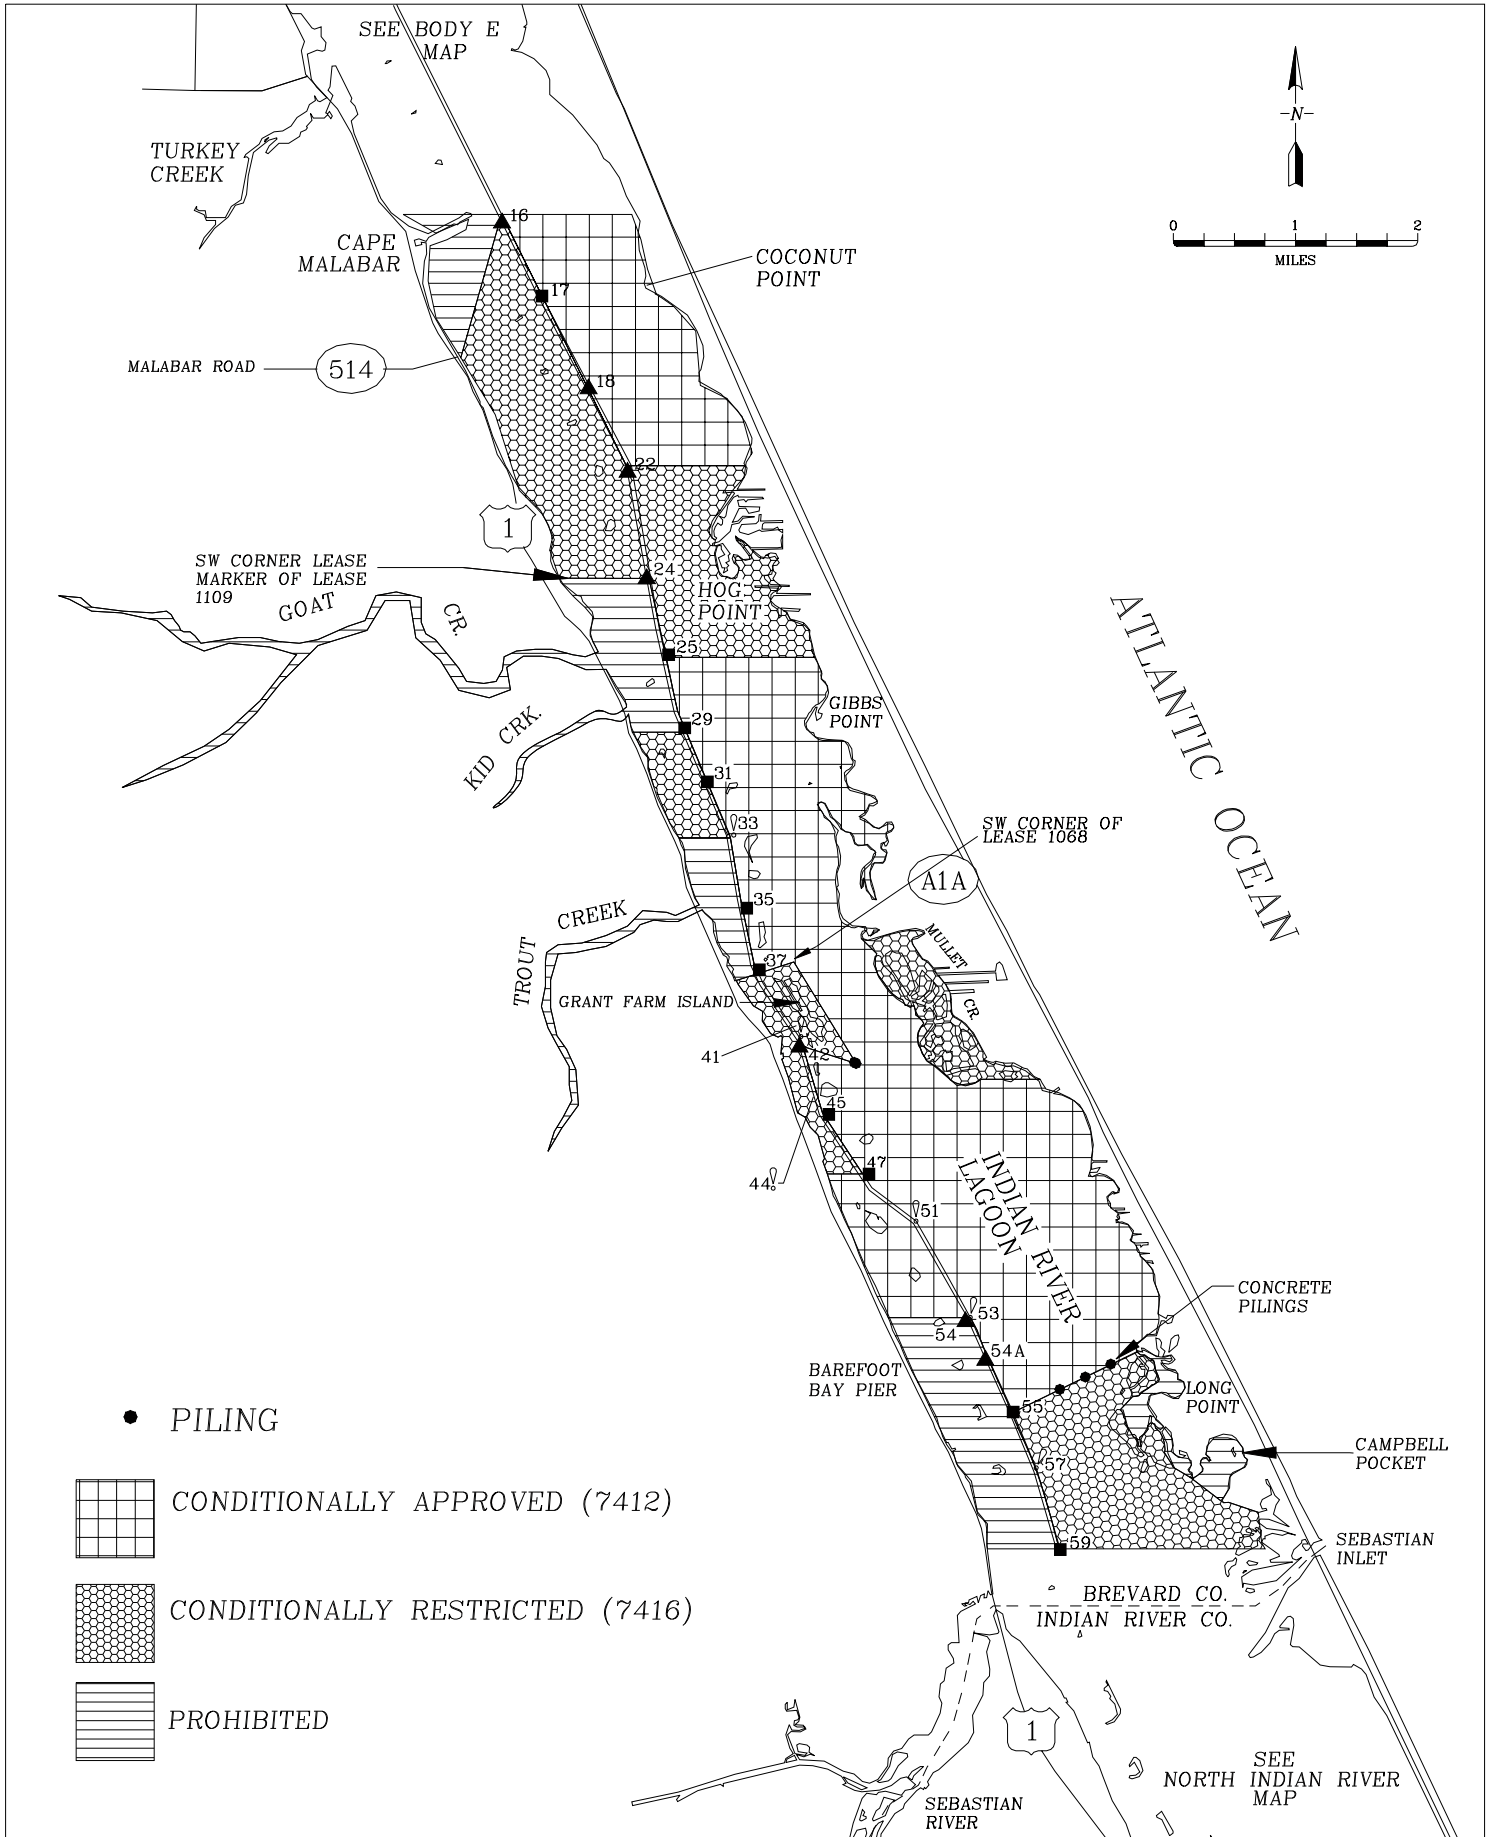 SEE BODY E
MAP
-N-
TURKEY
CREEK
0 1 2
MILES
16
CAPE
MALABAR
COCONUT
POINT
17
MALABAR ROAD
514
18
22
1
SW CORNER LEASE
MARKER OF LEASE
1109
24
HOG
POINT
GOAT
CR.
25
GIBBS
POINT
29
KID CRK.
31
33
SW CORNER OF
LEASE 1068
A1A
ATLANTIC OCEAN
35
TROUT
CREEK
MULLET
CR.
37
GRANT FARM ISLAND
41
42
45
44
47
51
INDIAN RIVER
LAGOON
CONCRETE
PILINGS
53
54
54A
BAREFOOT
BAY PIER
LONG
POINT
55
PILING
CAMPBELL
POCKET
57
CONDITIONALLY APPROVED (7412)
59
SEBASTIAN
INLET
BREVARD CO.
INDIAN RIVER CO.
CONDITIONALLY RESTRICTED (7416)
PROHIBITED
1
SEE
NORTH INDIAN RIVER
MAP
SEBASTIAN
RIVER